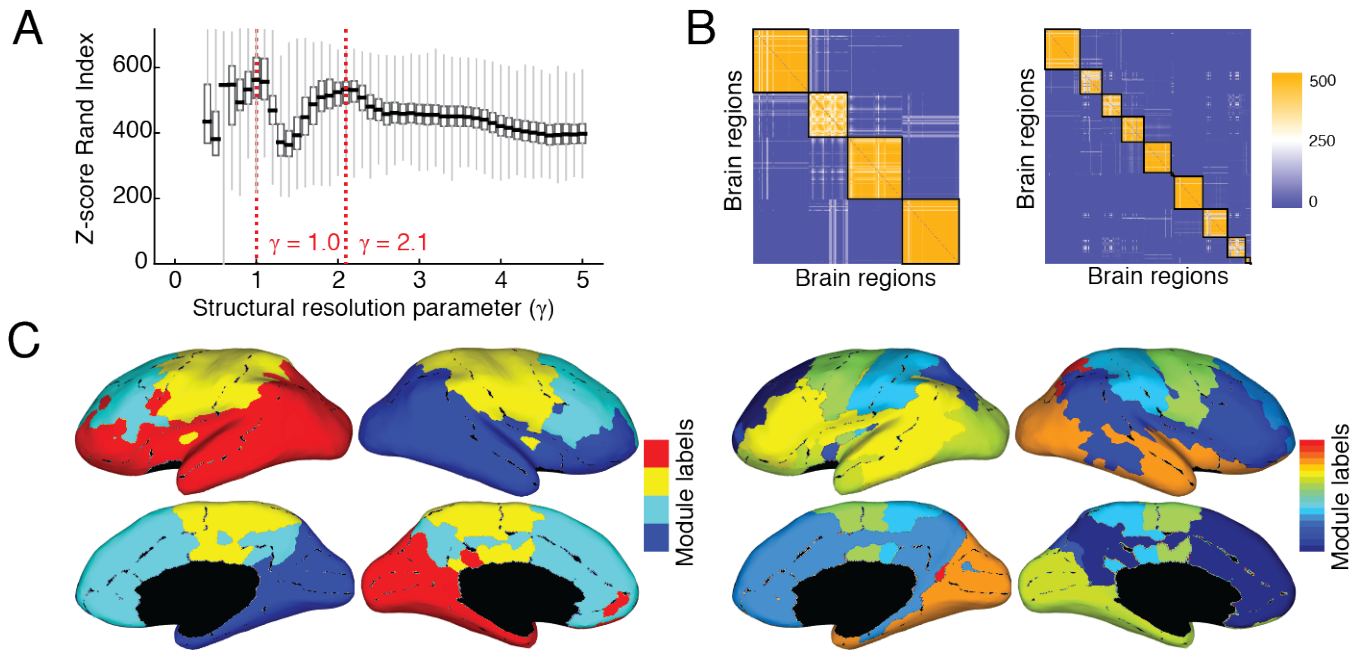 A
Z-score Rand Index
600
400
200
0
γ = 1.0
γ = 2.1
0 1 2 3 4 5
Structural resolution parameter (γ)
B
Brain regions
Brain regions
Brain regions
Brain regions
500
250
0
C
Module labels
Module labels